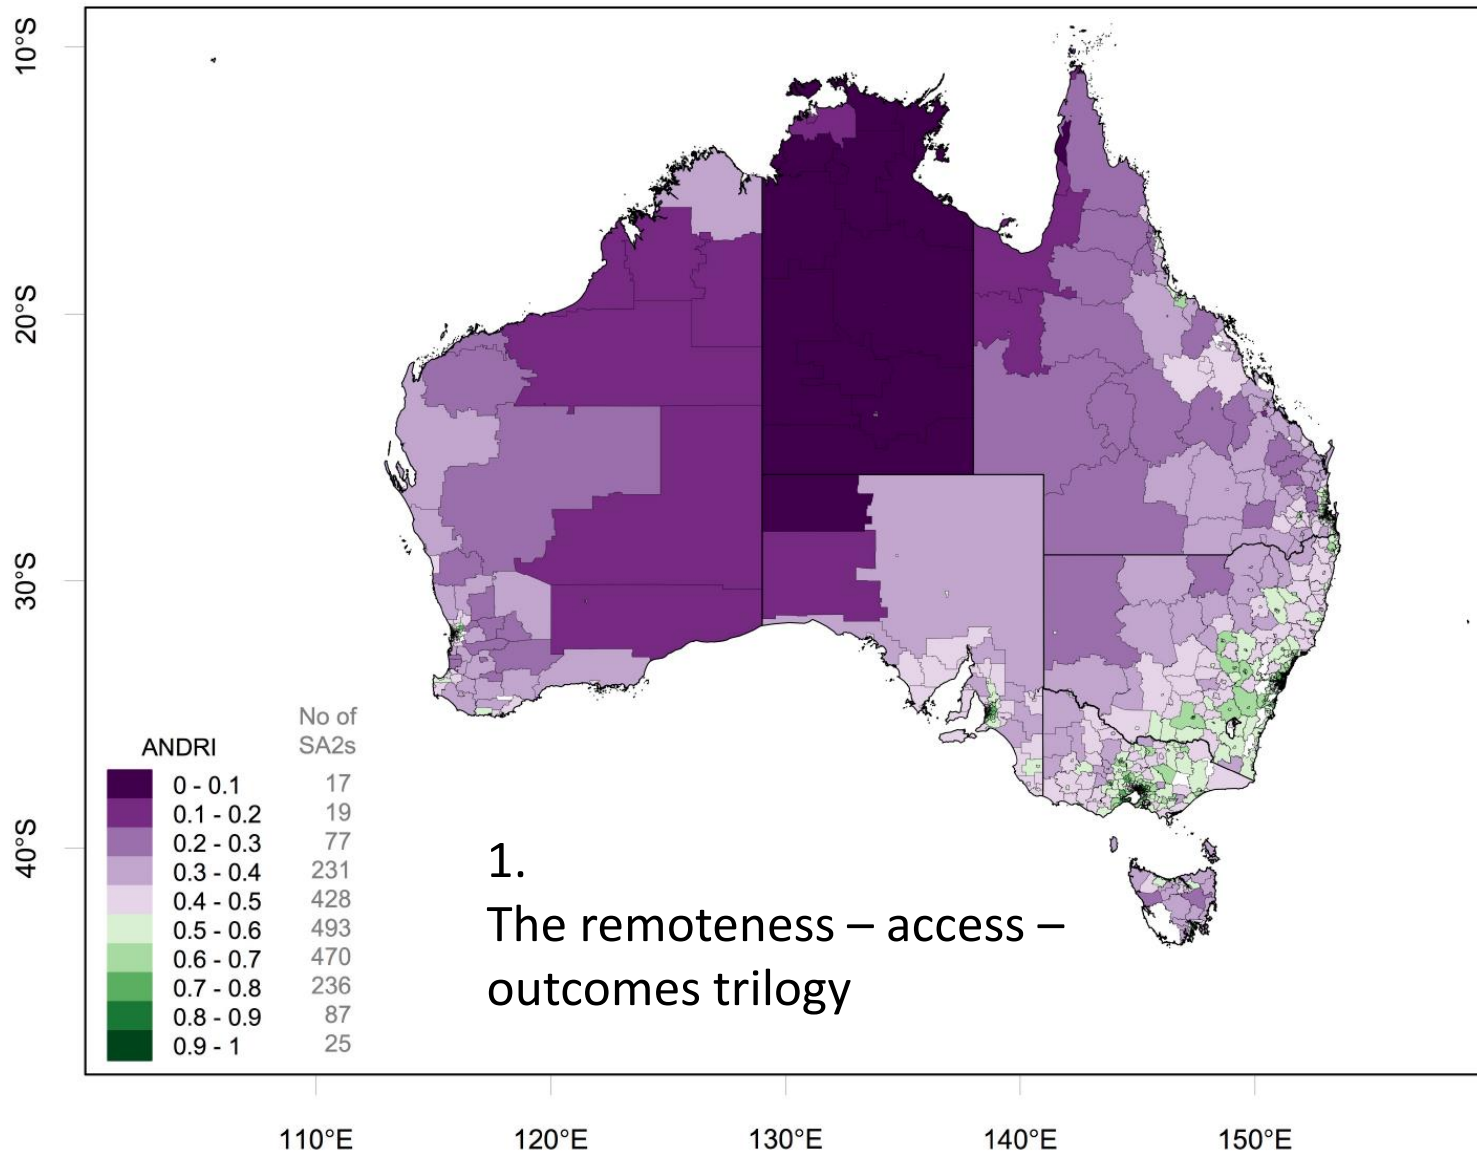 10°S
20°S
30°S
40°S
No of
ANDRI SA2s
0 - 0.1 17
0.1 - 0.2 19
0.2 - 0.3 77
0.3 - 0.4 231
0.4 - 0.5 428
0.5 - 0.6 493
0.6 - 0.7 470
0.7 - 0.8 236
0.8 - 0.9 87
0.9 - 1 25
1.
The remoteness – access –
outcomes trilogy
110°E 120°E 130°E 140°E 150°E